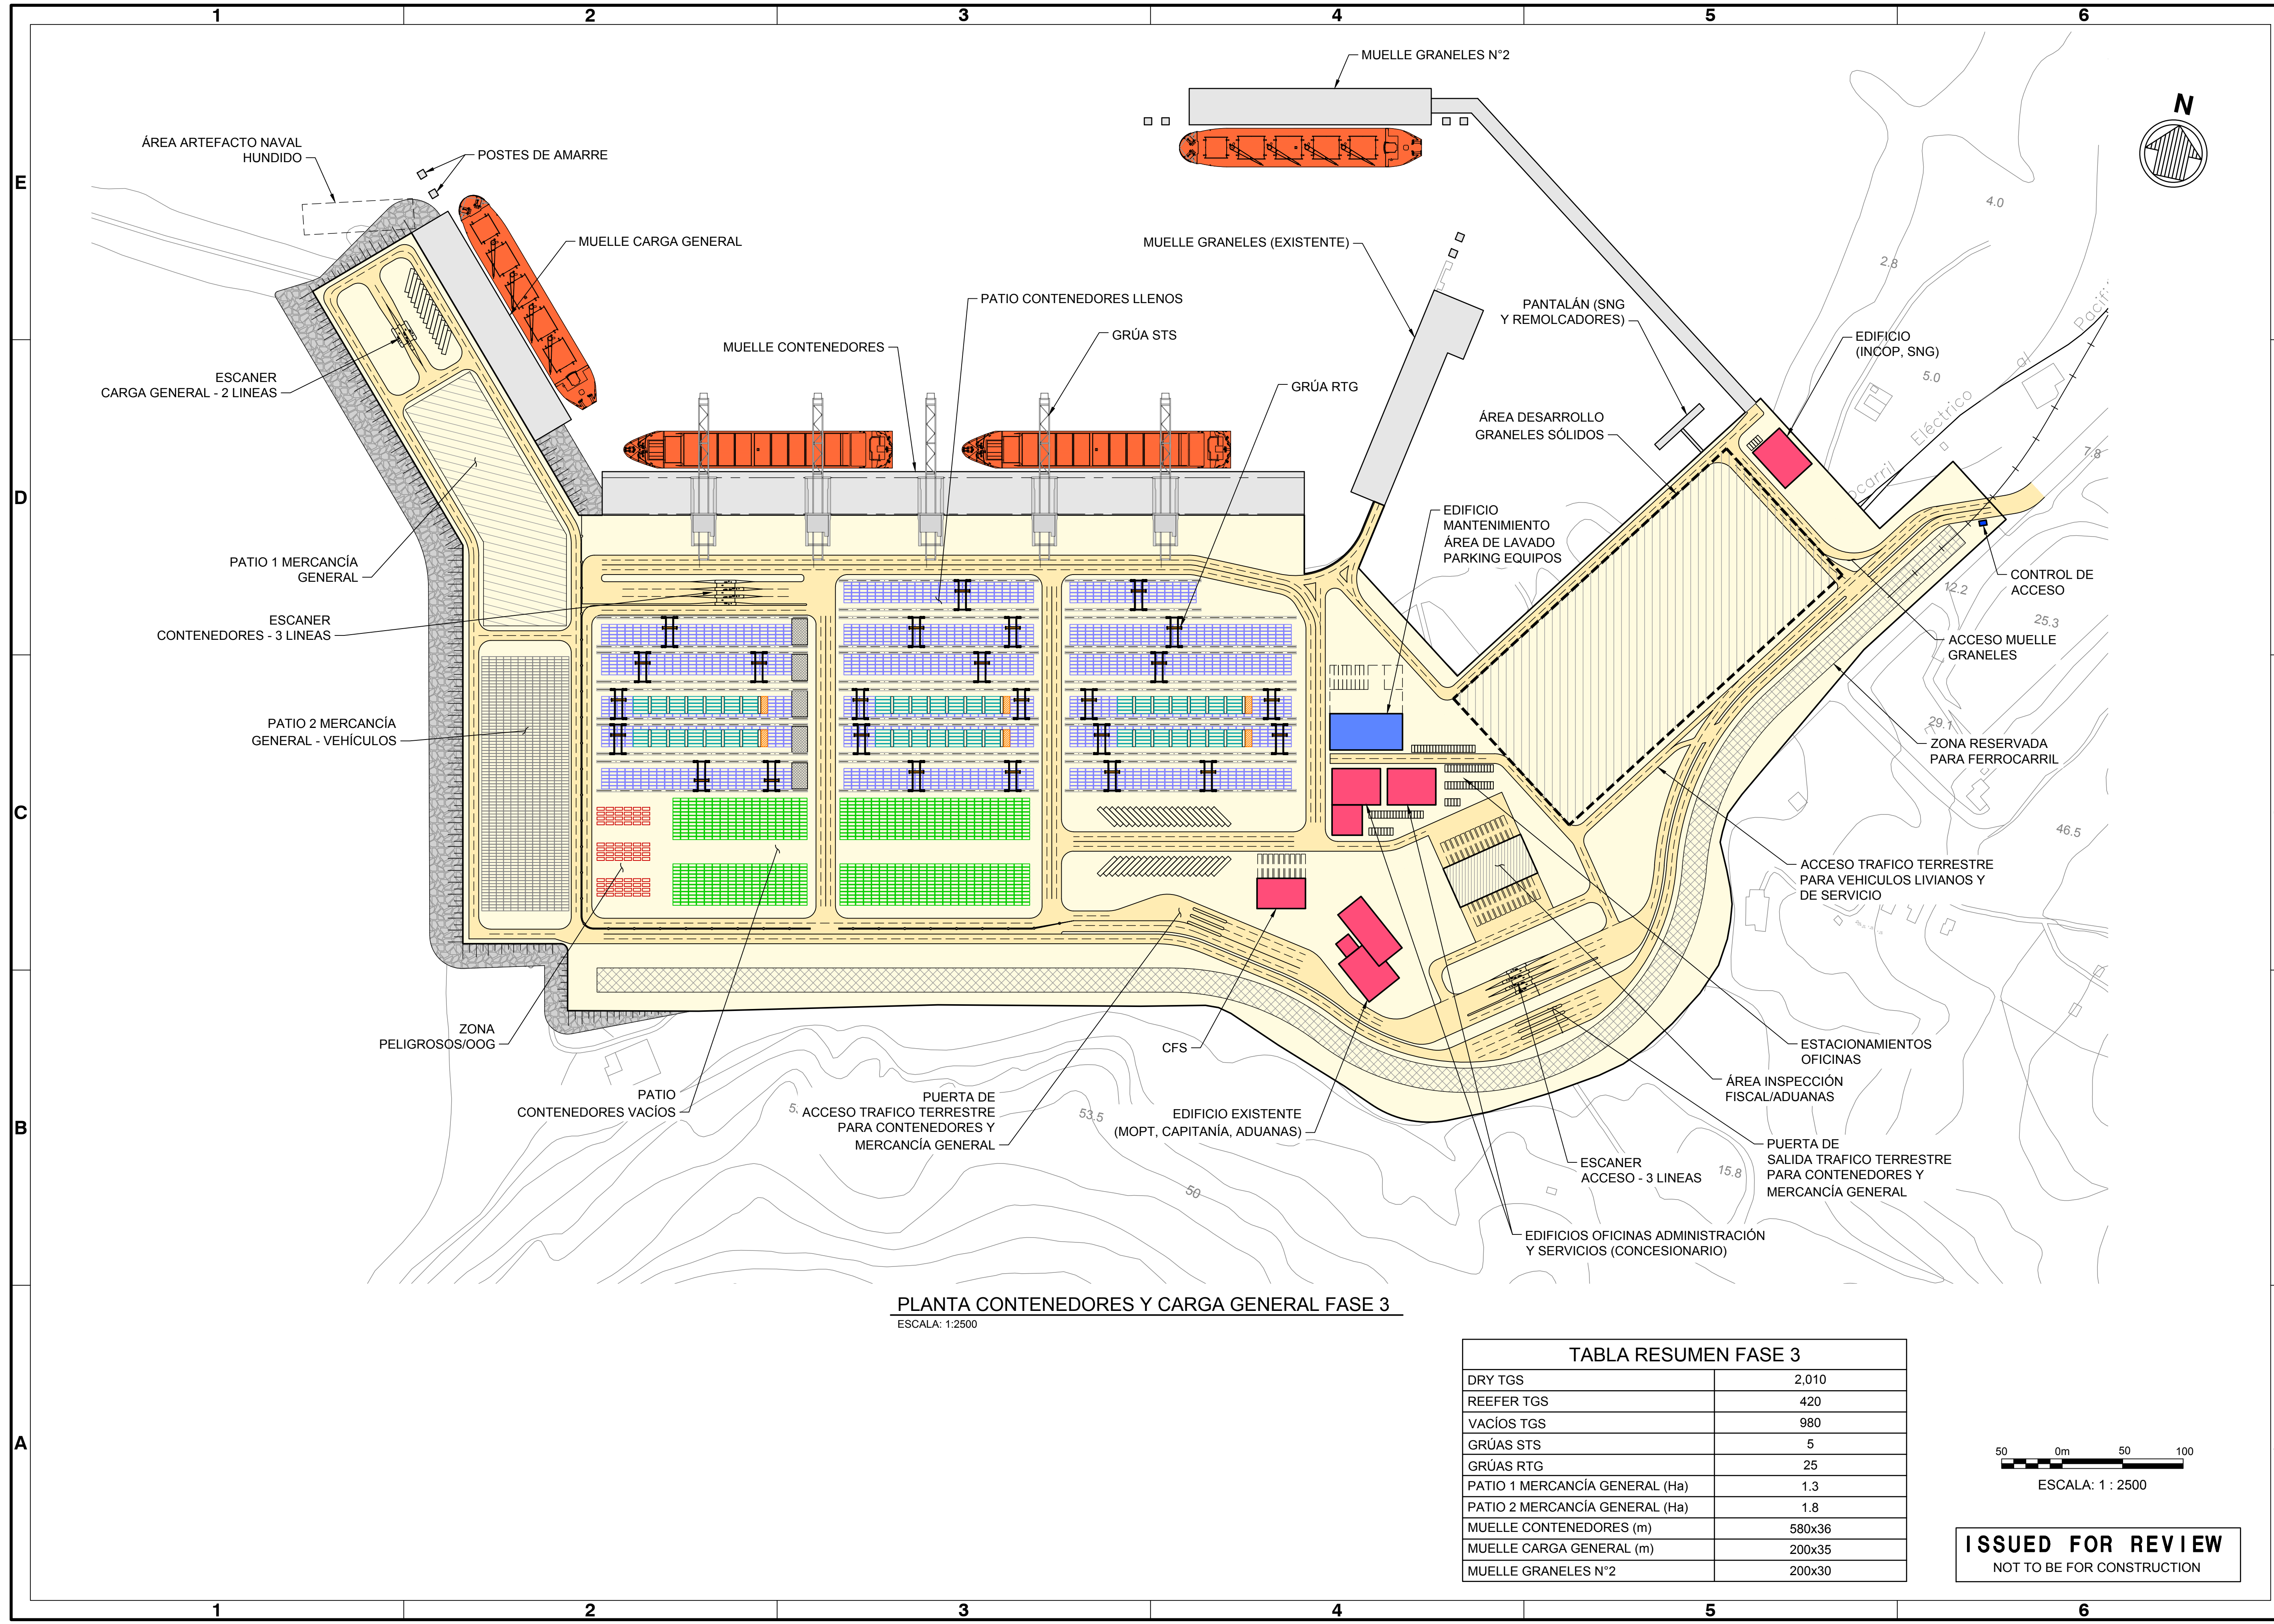 1 2 3 4 5 6
MUELLE GRANELES N°2
N
ÁREA ARTEFACTO NAVAL
HUNDIDO
POSTES DE AMARRE
E
4.0
MUELLE CARGA GENERAL
MUELLE GRANELES (EXISTENTE)
2.8
PATIO CONTENEDORES LLENOS
PANTALÁN (SNG
Y REMOLCADORES)
GRÚA STS
EDIFICIO
(INCOP, SNG)
MUELLE CONTENEDORES
al
5.0
ESCANER
CARGA GENERAL - 2 LINEAS
GRÚA RTG
Eléctrico
ÁREA DESARROLLO
GRANELES SÓLIDOS
7.8
D
EDIFICIO
MANTENIMIENTO
ÁREA DE LAVADO
PARKING EQUIPOS
PATIO 1 MERCANCÍA
GENERAL
CONTROL DE
ACCESO
12.2
ESCANER
CONTENEDORES - 3 LINEAS
25.3
ACCESO MUELLE
GRANELES
PATIO 2 MERCANCÍA
GENERAL - VEHÍCULOS
29.1
ZONA RESERVADA
PARA FERROCARRIL
C
46.5
ACCESO TRAFICO TERRESTRE
PARA VEHICULOS LIVIANOS Y
DE SERVICIO
ZONA
PELIGROSOS/OOG
CFS
ESTACIONAMIENTOS
OFICINAS
ÁREA INSPECCIÓN
FISCAL/ADUANAS
PATIO
CONTENEDORES VACÍOS
PUERTA DE
ACCESO TRAFICO TERRESTRE
PARA CONTENEDORES Y
MERCANCÍA GENERAL
53.5
EDIFICIO EXISTENTE
(MOPT, CAPITANÍA, ADUANAS)
B
PUERTA DE
SALIDA TRAFICO TERRESTRE
PARA CONTENEDORES Y
MERCANCÍA GENERAL
ESCANER
ACCESO - 3 LINEAS
15.8
50
EDIFICIOS OFICINAS ADMINISTRACIÓN
Y SERVICIOS (CONCESIONARIO)
PLANTA CONTENEDORES Y CARGA GENERAL FASE 3
ESCALA: 1:2500
TABLA RESUMEN FASE 3
DRY TGS 2,010
REEFER TGS 420
VACÍOS TGS 980
GRÚAS STS 5
GRÚAS RTG 25
PATIO 1 MERCANCÍA GENERAL (Ha) 1.3
PATIO 2 MERCANCÍA GENERAL (Ha) 1.8
MUELLE CONTENEDORES (m) 580x36
MUELLE CARGA GENERAL (m) 200x35
MUELLE GRANELES N°2 200x30
A
50 0m 50 100
ESCALA: 1 : 2500
ISSUED FOR REVIEW
NOT TO BE FOR CONSTRUCTION
1 2 3 4 5 6